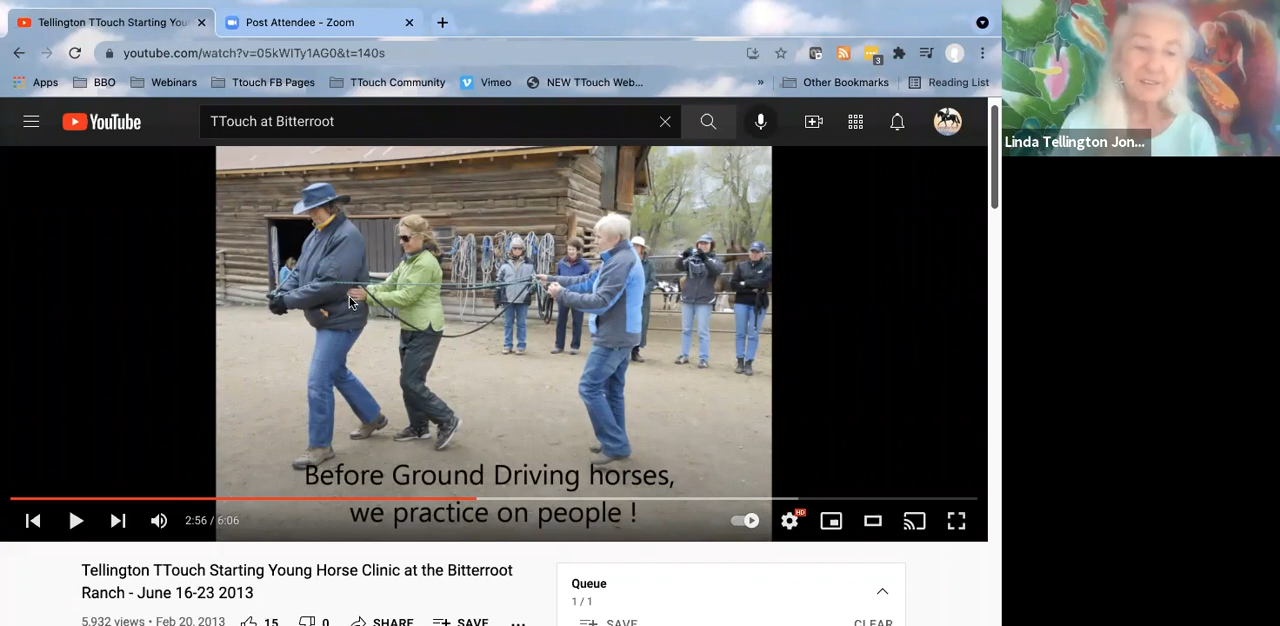 Tellington TTouch Starting You
Post Attendee - Zoom
youtube.com/watch?v=05kWITy1AG0&t=140s
3
Apps
BBO
Webinars
Ttouch FB Pages
TTouch Community
Vimeo
NEW TTouch Web...
»
Other Bookmarks
Reading List
YouTube
TTouch at Bitterroot
Linda Tellington Jon...
Before Ground Driving horses,
we practice on people !
2:56 / 6:06
HD
Tellington TTouch Starting Young Horse Clinic at the Bitterroot
Ranch - June 16-23 2013
5,932 views • Feb 20, 2013
15
0
SHARE
SAVE
...
Queue
1 / 1
SAVE
CLEAR